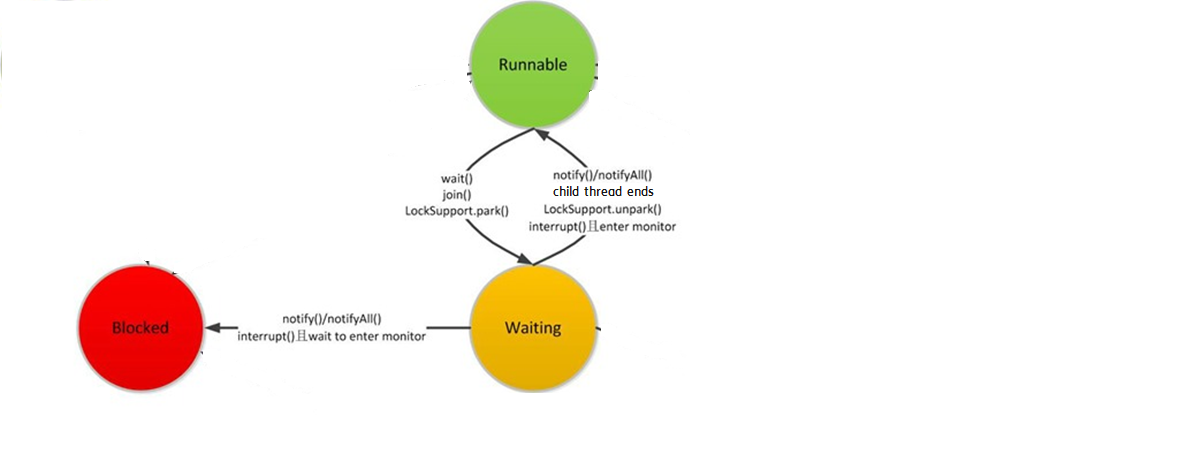 Runnable
wait()
join()
LockSupport.park()
notify()/notifyAll()
child thread ends
LockSupport.unpark()
interrupt()且enter monitor
Blocked
notify()/notifyAll()
interrupt()且wait to enter monitor
Waiting